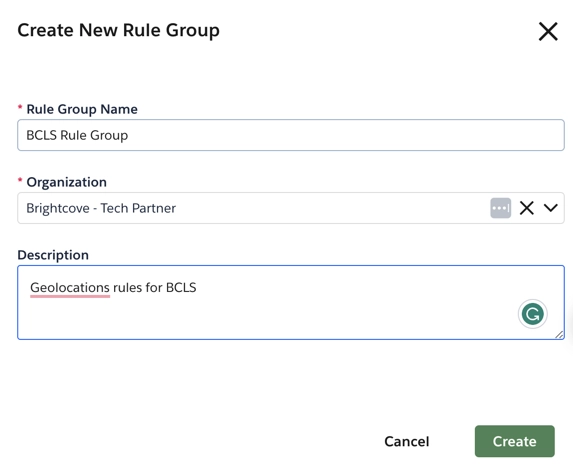 Create New Rule Group
* Rule Group Name
BCLS Rule Group
* Organization
Brightcove - Tech Partner
Description
Geolocations rules for BCLS
Cancel
Create